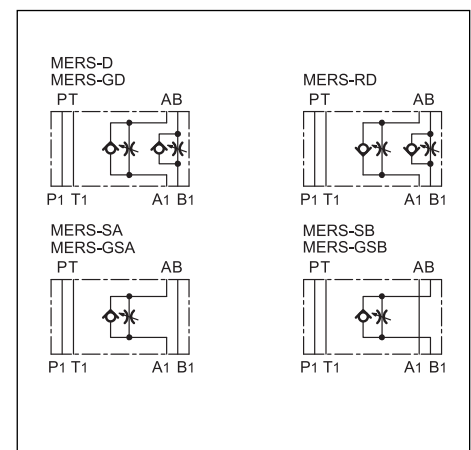 MERS-D
MERS-GD
PT AB
P1 T1 A1 B1
MERS-RD
PT AB
P1 T1 A1 B1
MERS-SA
MERS-GSA
PT AB
P1 T1 A1 B1
MERS-SB
MERS-GSB
PT AB
P1 T1 A1 B1